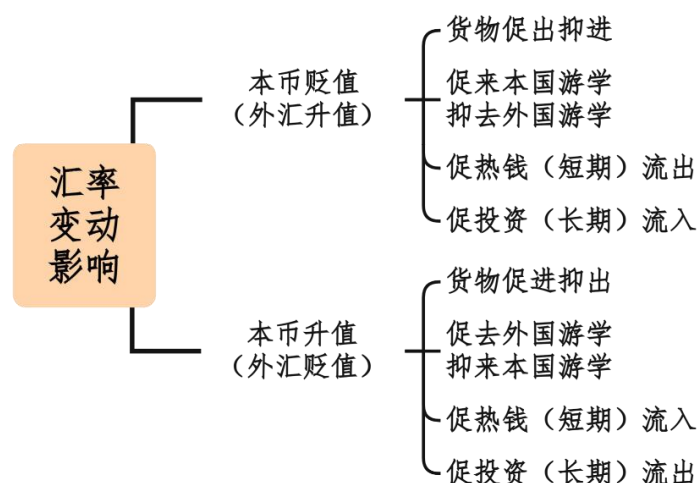 汇率
变动
影响
本币贬值
（外汇升值）
货物促出抑进
促来本国游学
抑去外国游学
促热钱（短期）流出
促投资（长期）流入
本币升值
（外汇贬值）
货物促进抑出
促去外国游学
抑来本国游学
促热钱（短期）流入
促投资（长期）流出